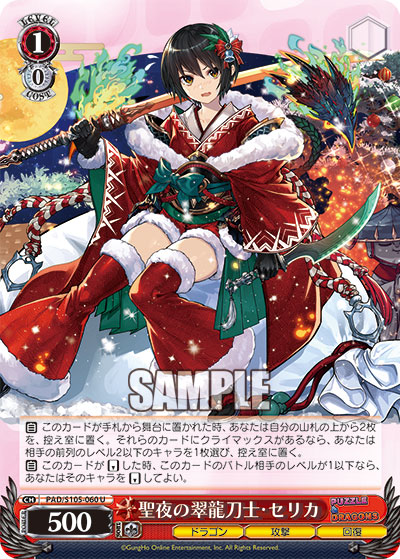 LEVEL
1
0
COST
SAMPLE
自 このカードが手札から舞台に置かれた時、あなたは自分の山札の上から2枚
を、控え室に置く。それらのカードにクライマックスがあるなら、あなたは
相手の前列のレベル2以下のキャラを1枚選び、控え室に置く。
自 このカードがした時、このカードのバトル相手のレベルが1以下なら、
あなたはそのキャラをしてよい。
CH PAD/S105-060 U
聖夜の翠龍刀士・セリカ
PUZZLE & DRAGONS
500
ドラゴン 攻撃 回復
©GungHo Online Entertainment, Inc. All Rights Reserved.